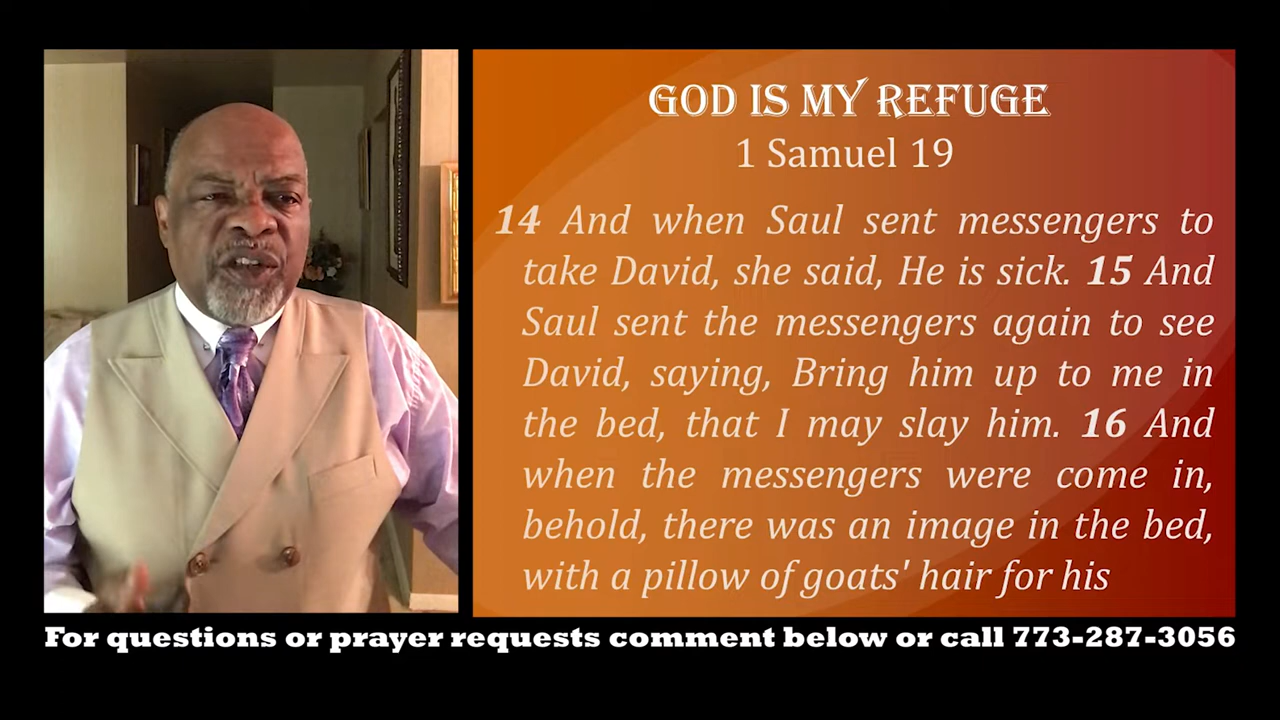 GOD IS MY REFUGE
1 Samuel 19
14 And when Saul sent messengers to
take David, she said, He is sick. 15 And
Saul sent the messengers again to see
David, saying, Bring him up to me in
the bed, that I may slay him. 16 And
when the messengers were come in,
behold, there was an image in the bed,
with a pillow of goats' hair for his
For questions or prayer requests comment below or call 773-287-3056